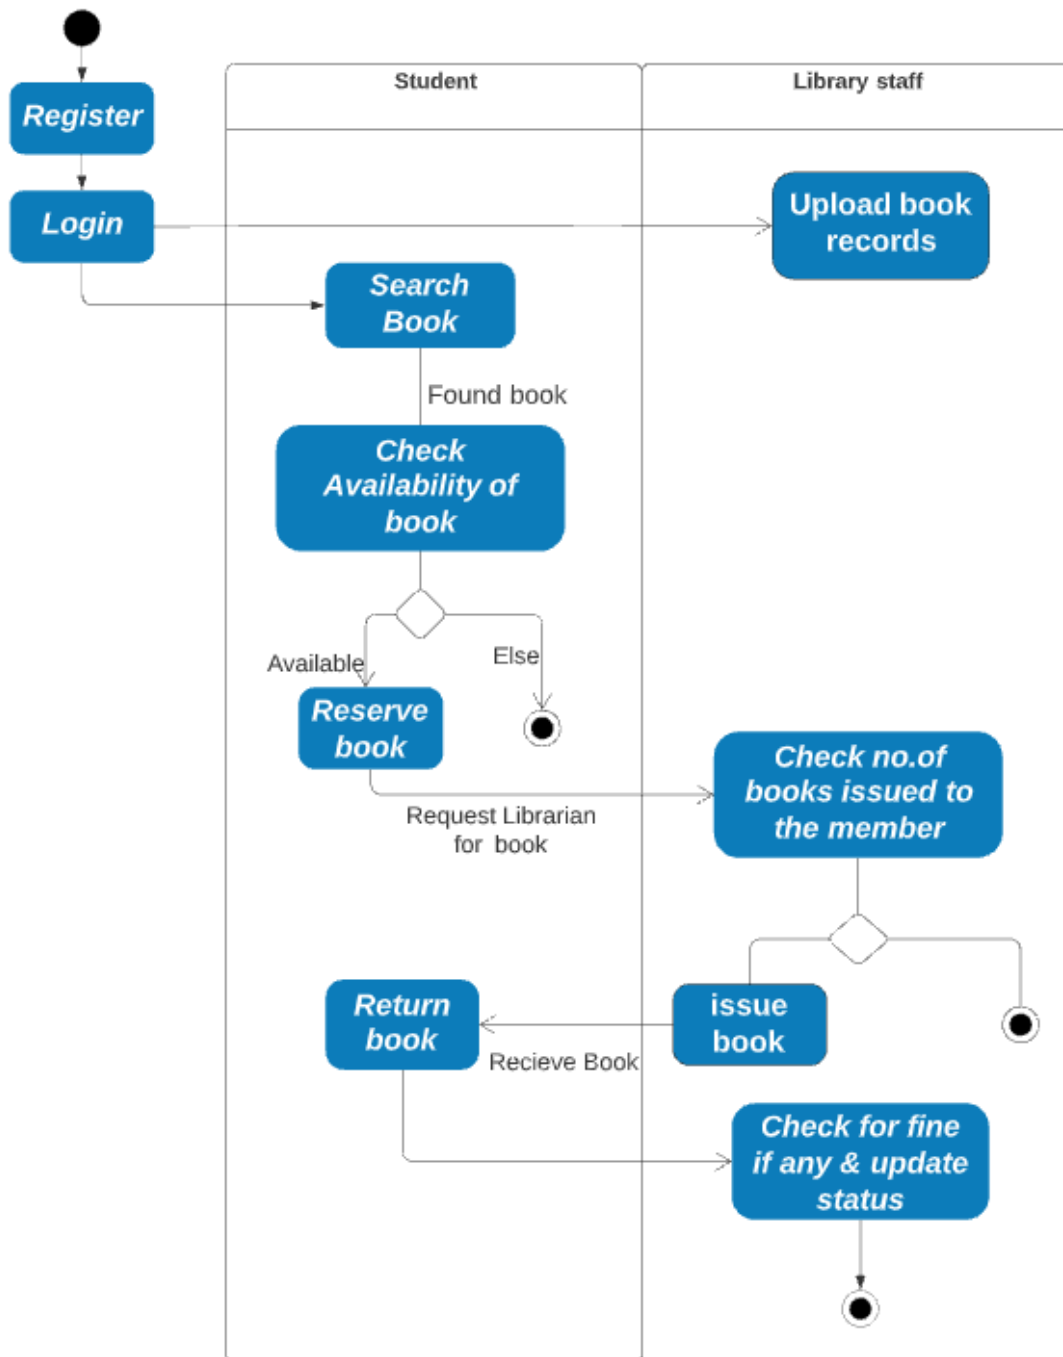 Student
Library staff
Register
Login
Upload book
records
Search
Book
Found book
Check
Availability of
book
Available
Else
Reserve
book
Request Librarian
for book
Check no.of
books issued to
the member
issue
book
Recieve Book
Return
book
Check for fine
if any & update
status